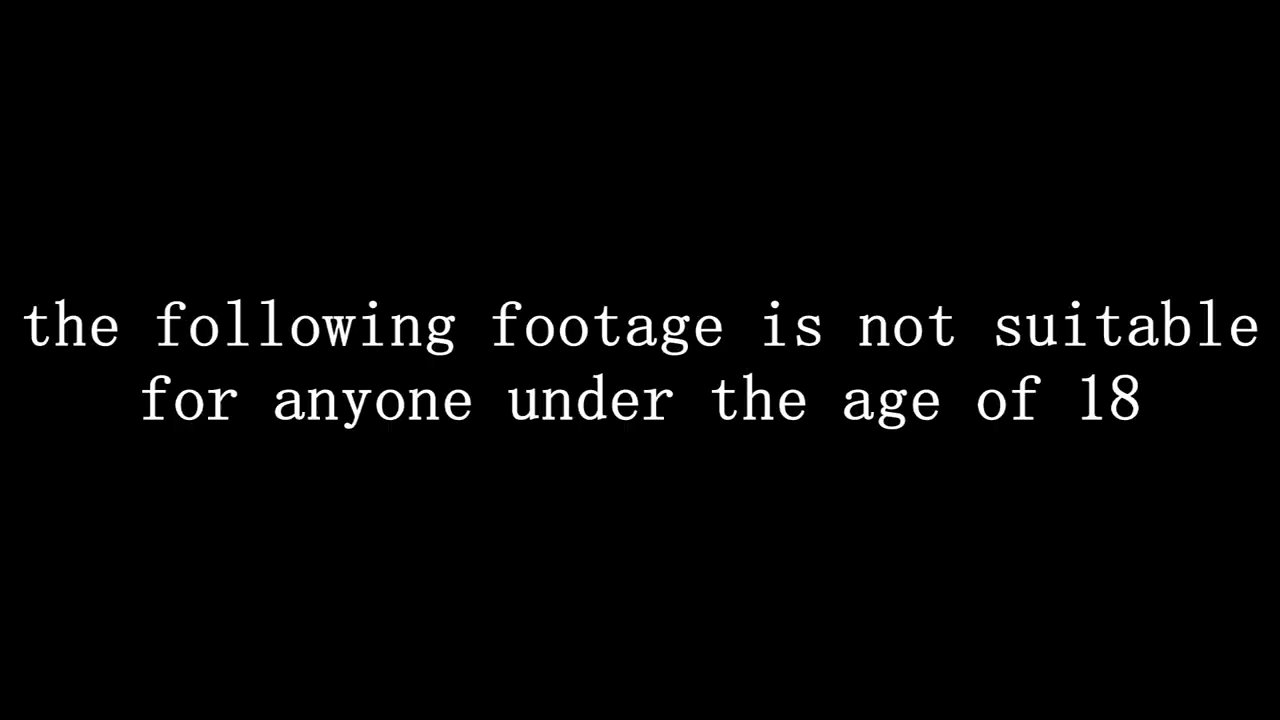 the following footage is not suitable
for anyone under the age of 18